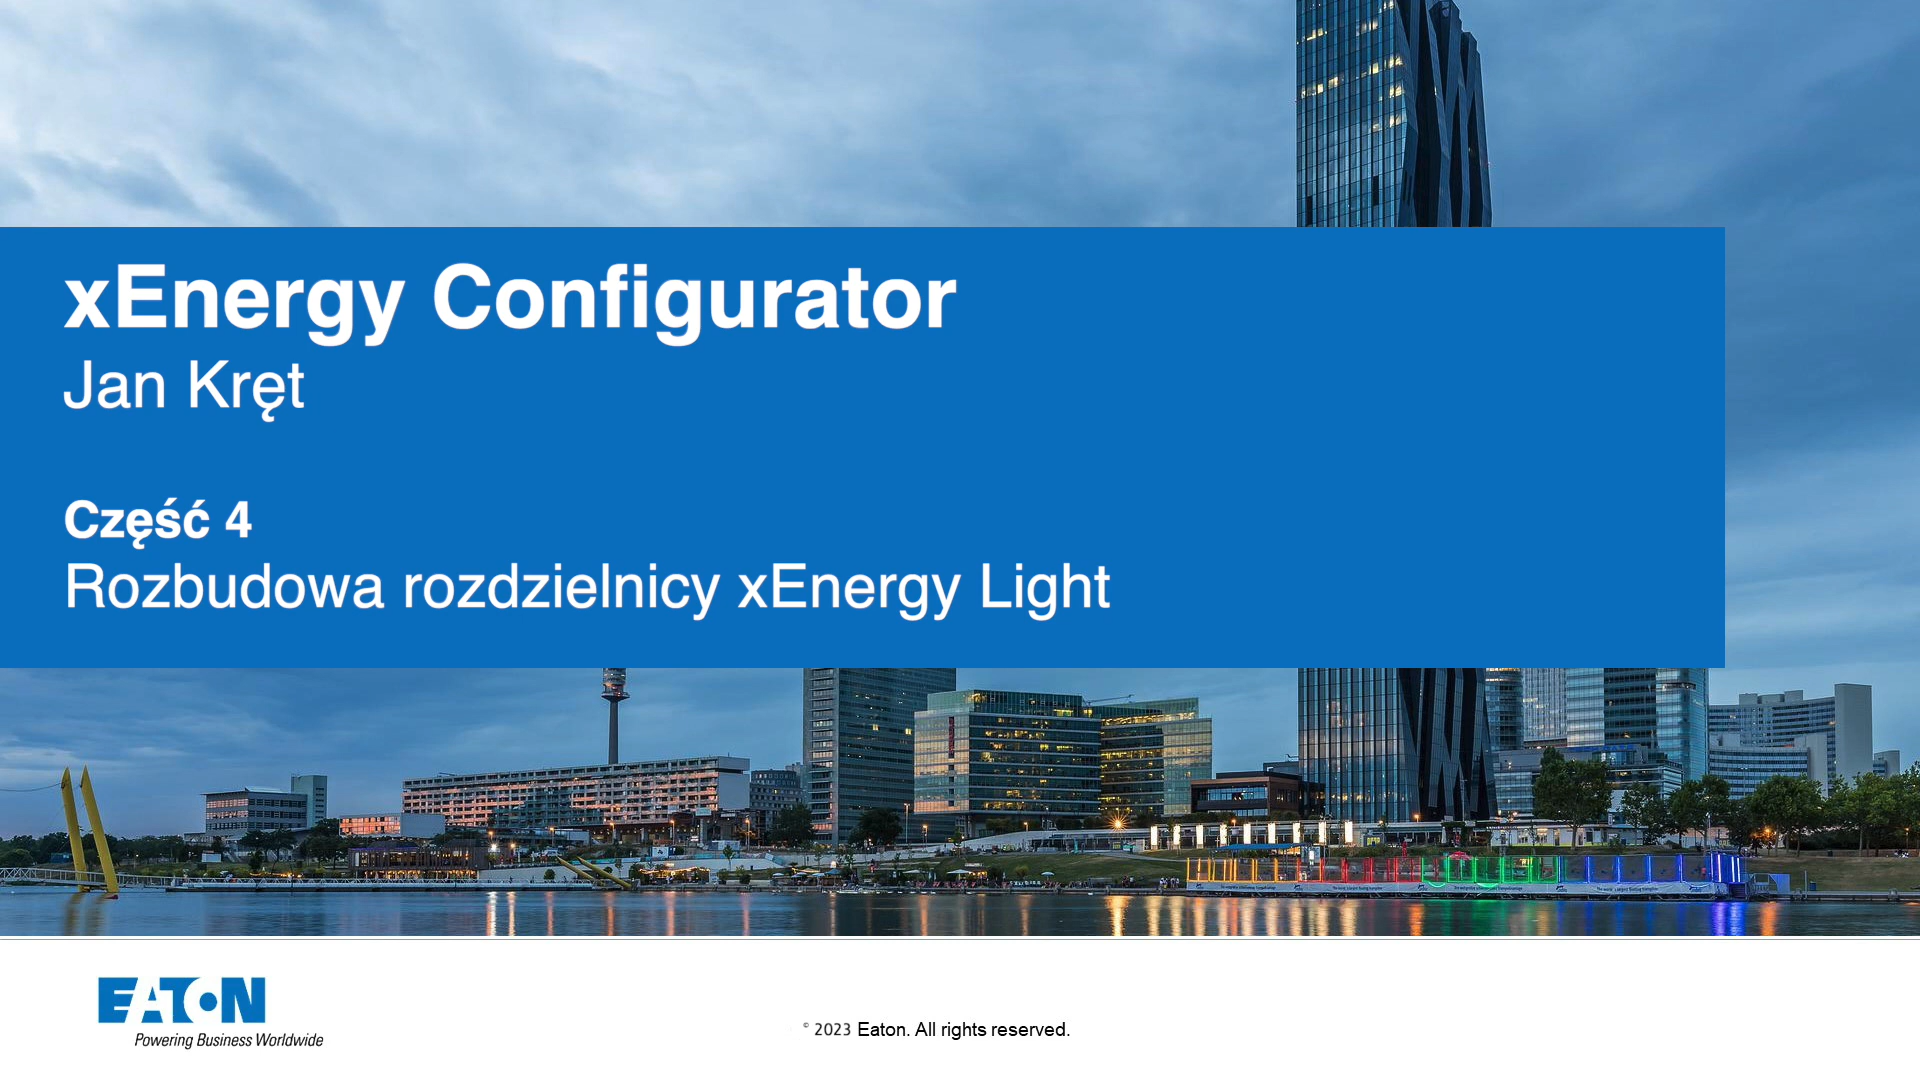 xEnergy Configurator
Jan Kręt
Część 4
Rozbudowa rozdzielnicy xEnergy Light
EATON
Powering Business Worldwide
© 2023 Eaton. All rights reserved.